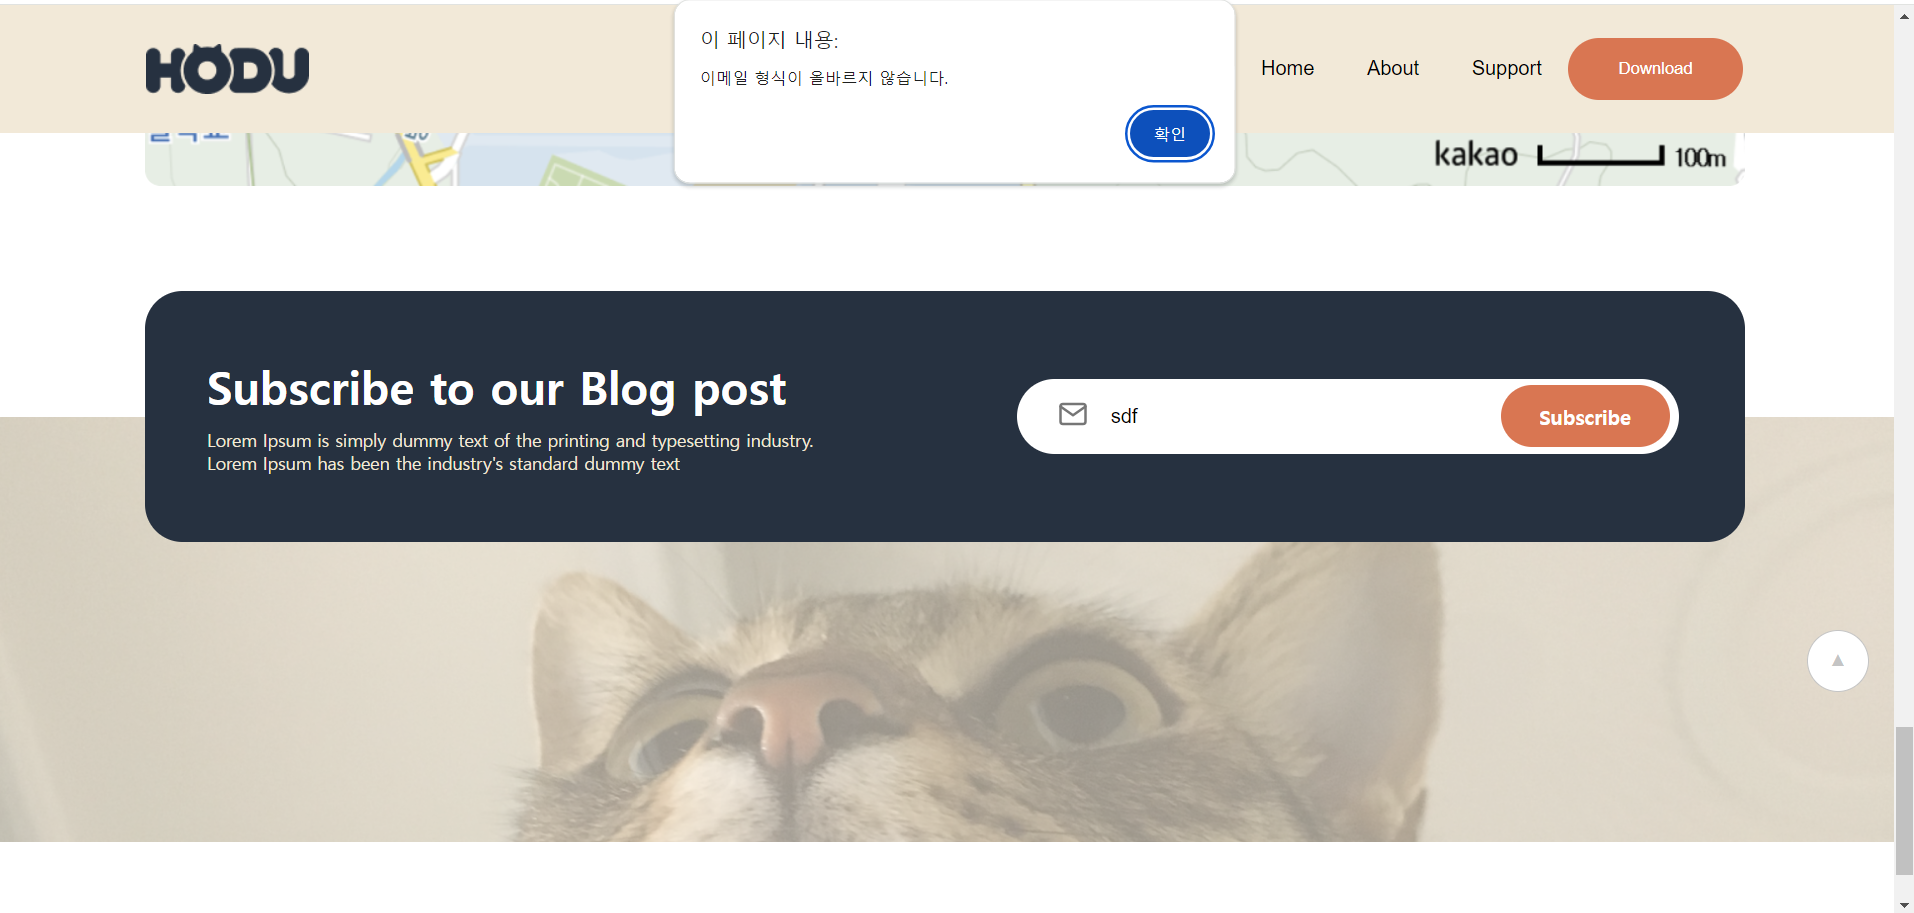 이 페이지 내용:
이메일 형식이 올바르지 않습니다.
확인
HODU
Home
About
Support
Download
kakao
100m
Subscribe to our Blog post
Lorem Ipsum is simply dummy text of the printing and typesetting industry.
Lorem Ipsum has been the industry's standard dummy text
sdf
Subscribe
▲